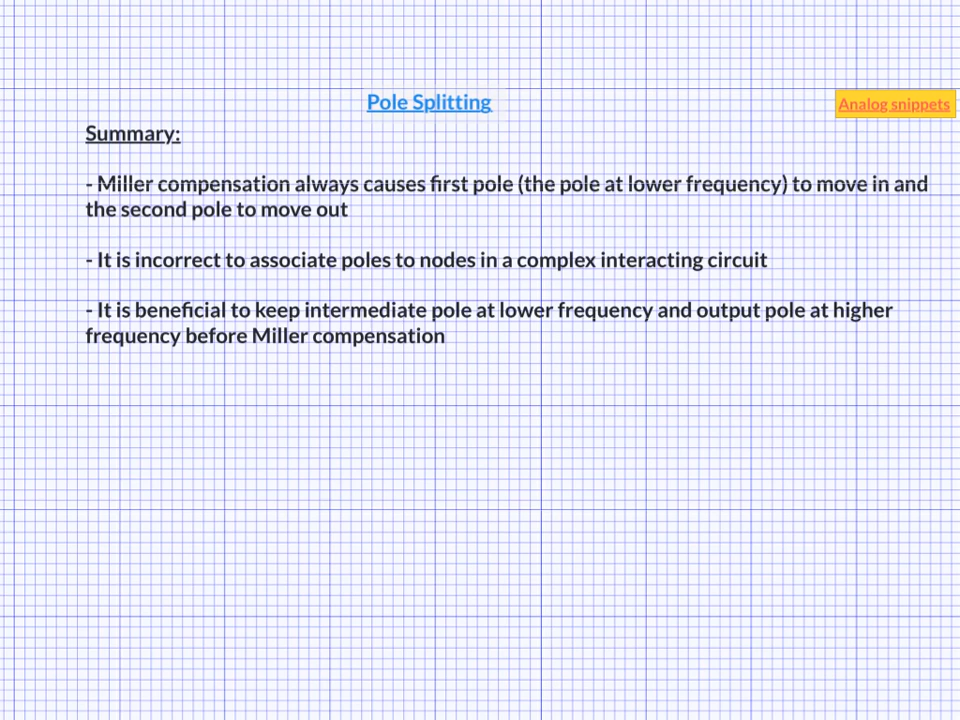 Pole Splitting
Analog snippets
Summary:
- Miller compensation always causes first pole (the pole at lower frequency) to move in and
the second pole to move out
- It is incorrect to associate poles to nodes in a complex interacting circuit
- It is beneficial to keep intermediate pole at lower frequency and output pole at higher
frequency before Miller compensation